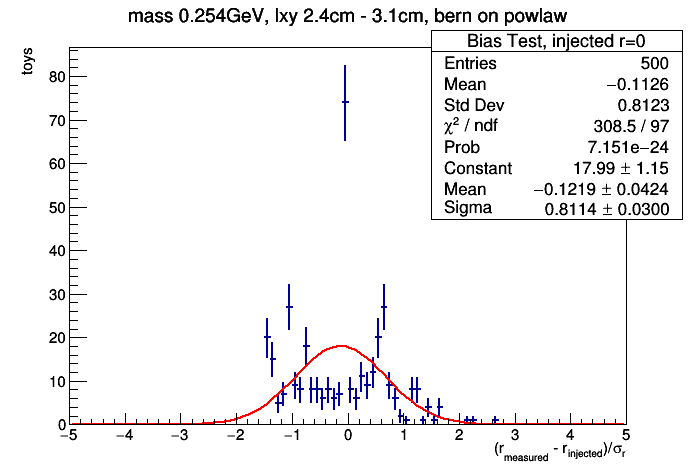 mass 0.254GeV, lxy 2.4cm - 3.1cm, bern on powlaw
Bias Test, injected r=0
Entries 500
Mean −0.1126
Std Dev 0.8123
χ² / ndf 308.5 / 97
Prob 7.151e−24
Constant 17.99 ± 1.15
Mean −0.1219 ± 0.0424
Sigma 0.8114 ± 0.0300
toys
80
70
60
50
40
30
20
10
0
−5 −4 −3 −2 −1 0 1 2 3 4 5
(r_measured - r_injected)/σ_r